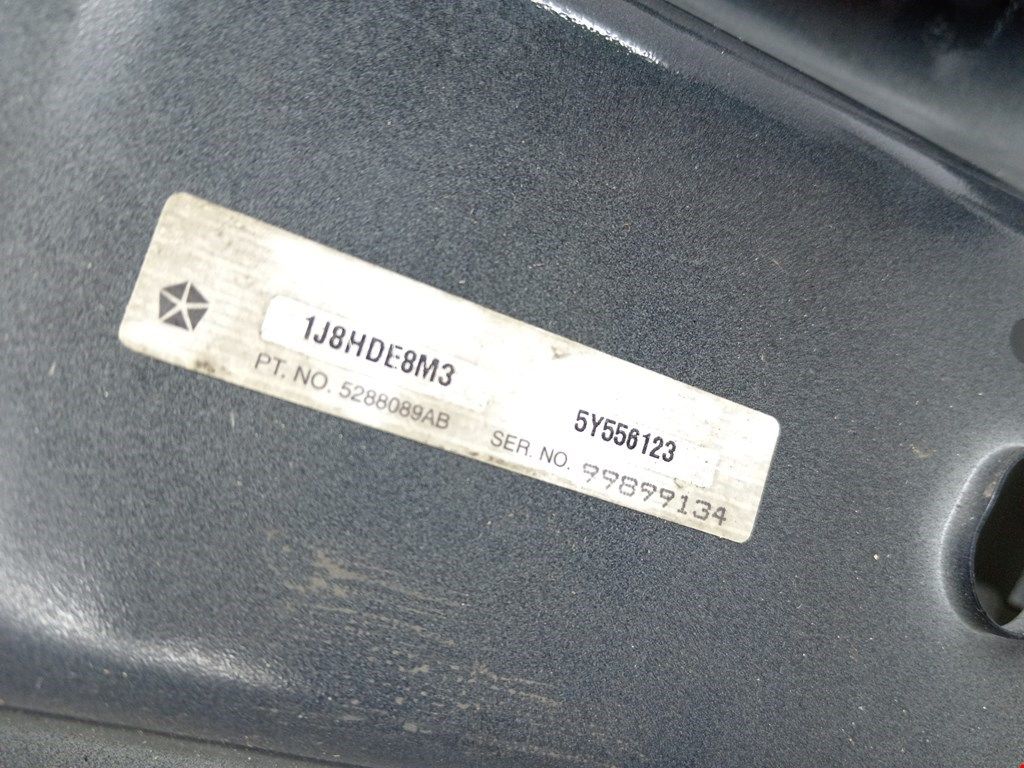 1J8HDE8M3
5Y556123
PT. NO. 5288089AB
SER. NO. 99899134